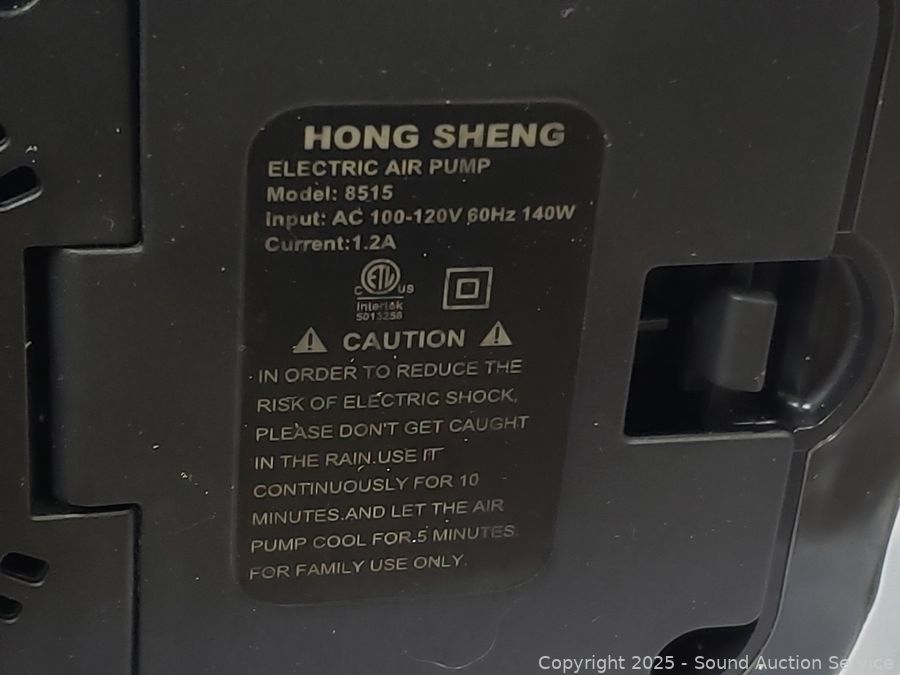 HONG SHENG
ELECTRIC AIR PUMP
Model: 8515
Input: AC 100-120V 60Hz 140W
Current:1.2A
ETL
C US
Intertek
5013256
CAUTION
· IN ORDER TO REDUCE THE
RISK OF ELECTRIC SHOCK,
PLEASE DON'T GET CAUGHT
IN THE RAIN.USE IT
CONTINUOUSLY FOR 10
MINUTES.AND LET THE AIR
PUMP COOL FOR.5 MINUTES.
FOR FAMILY USE ONLY.
Copyright 2025 - Sound Auction Service